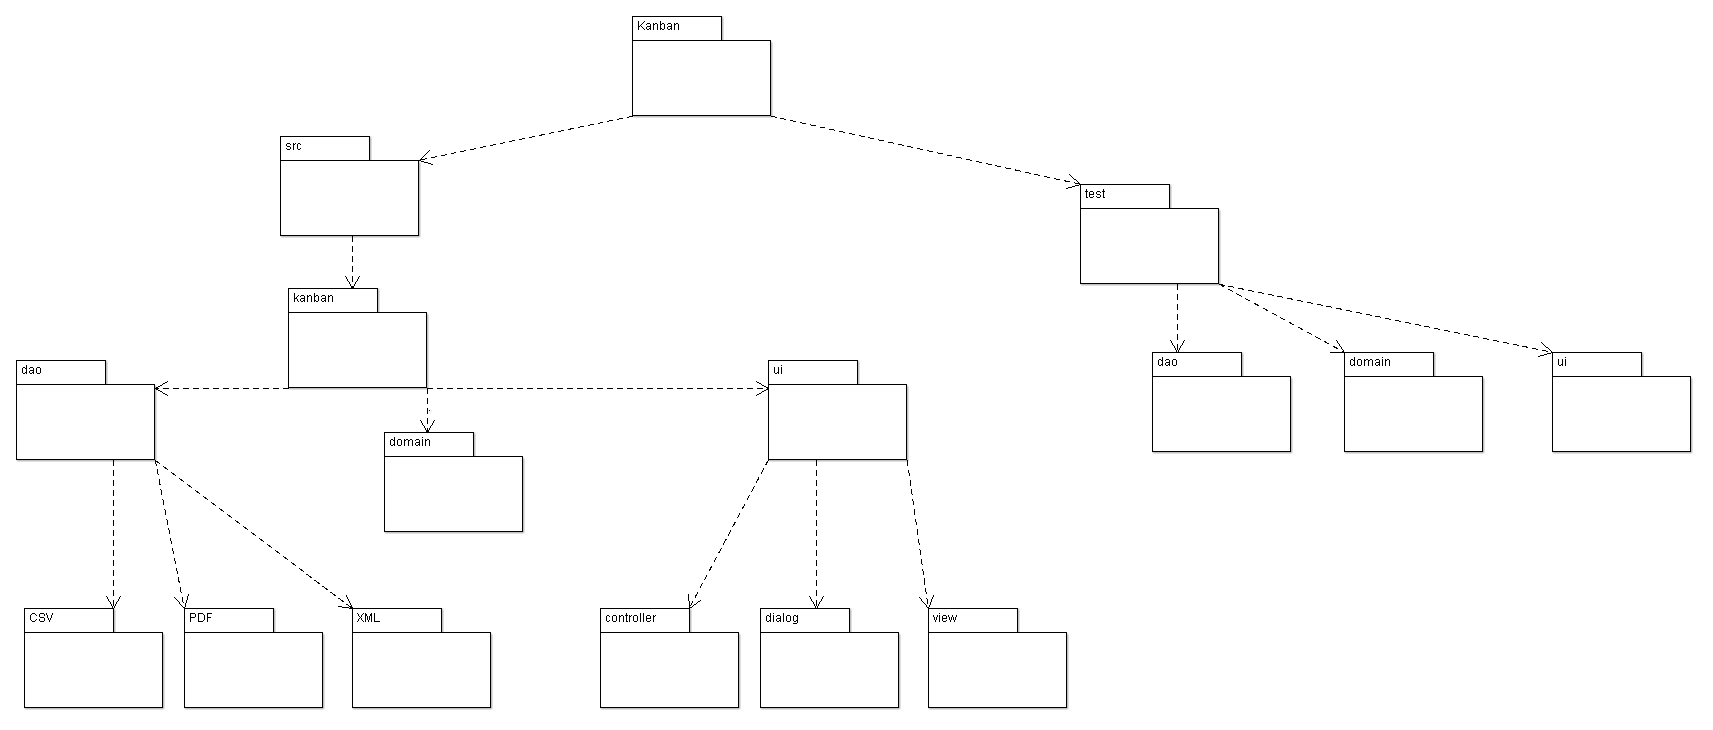 Kanban
src
test
kanban
dao
ui
dao
domain
ui
domain
CSV
PDF
XML
controller
dialog
view